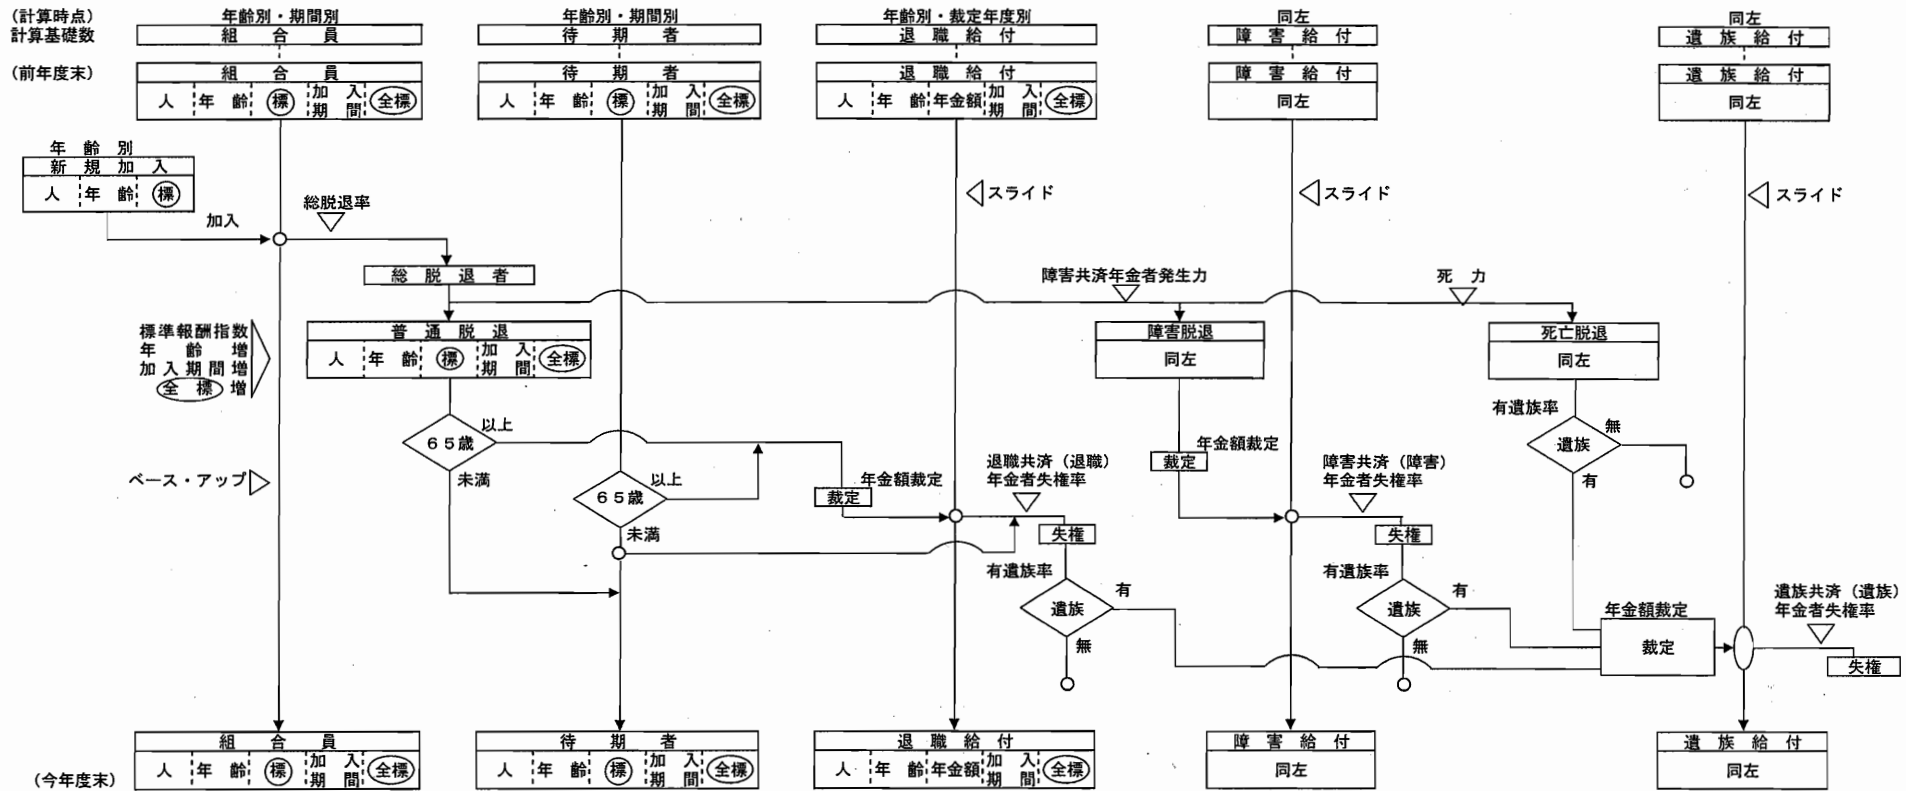 (計算時点)
計算基礎数
年齢別・期間別
組合員
年齢別・期間別
待期者
年齢別・裁定年度別
退職給付
同左
障害給付
同左
遺族給付
(前年度末)
組合員
人 年齢 標 加入期間 全標
待期者
人 年齢 標 加入期間 全標
退職給付
人 年齢 年金額 加入期間 全標
障害給付
同左
遺族給付
同左
年齢別
新規加入
人 年齢 標
加入
総脱退率
スライド
スライド
スライド
総脱退者
障害共済年金者発生力
死力
標準報酬指数
年齢増
加入期間増
全標増
普通脱退
人 年齢 標 加入期間 全標
障害脱退
同左
死亡脱退
同左
65歳
以上
未満
ベース・アップ
65歳
以上
未満
年金額裁定
裁定
退職共済(退職)
年金者失権率
失権
有遺族率
遺族
有
無
年金額裁定
裁定
障害共済(障害)
年金者失権率
失権
有遺族率
遺族
有
無
有遺族率
遺族
無
有
年金額裁定
裁定
遺族共済(遺族)
年金者失権率
失権
(今年度末)
組合員
人 年齢 標 加入期間 全標
待期者
人 年齢 標 加入期間 全標
退職給付
人 年齢 年金額 加入期間 全標
障害給付
同左
遺族給付
同左